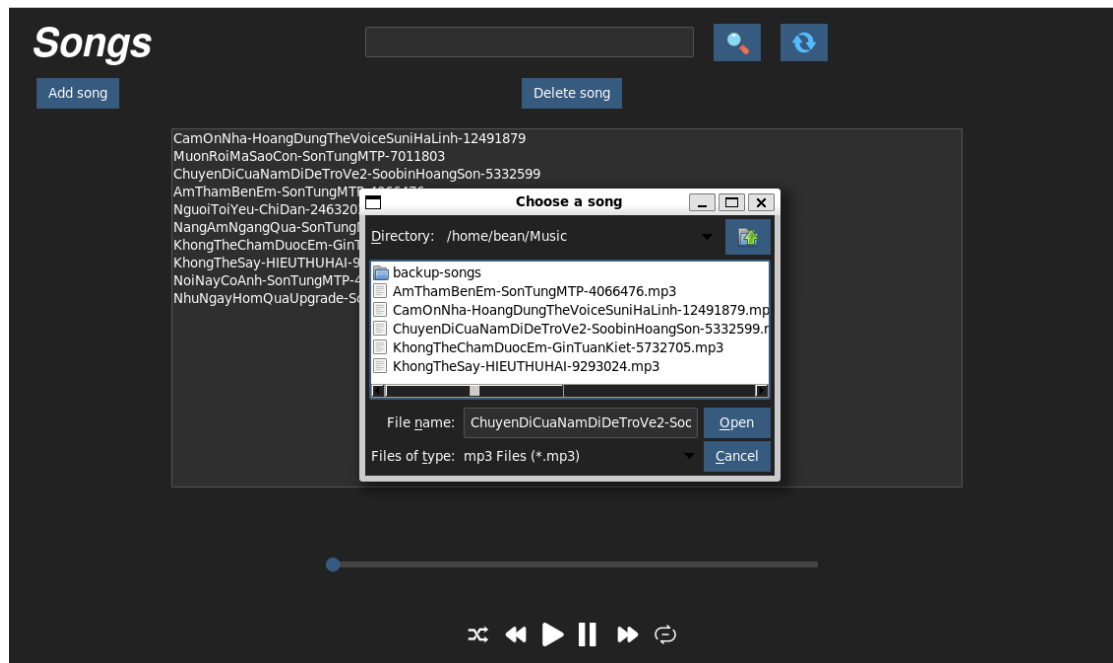 Songs
Add song
Delete song
CamOnNha-HoangDungTheVoiceSuniHaLinh-12491879
MuonRoiMaSaoCon-SonTungMTP-7011803
ChuyenDiCuaNamDiDeTroVe2-SoobinHoangSon-5332599
AmThamBenEm-SonTungMTP-4066476
NguoiToiYeu-ChiDan-246320
NangAmNgangQua-SonTung
KhongTheChamDuocEm-Gin
KhongTheSay-HIEUTHUHAI-9
NoiNayCoAnh-SonTungMTP-4
NhuNgayHomQuaUpgrade-So
Choose a song
Directory: /home/bean/Music
backup-songs
AmThamBenEm-SonTungMTP-4066476.mp3
CamOnNha-HoangDungTheVoiceSuniHaLinh-12491879.mp
ChuyenDiCuaNamDiDeTroVe2-SoobinHoangSon-5332599.r
KhongTheChamDuocEm-GinTuanKiet-5732705.mp3
KhongTheSay-HIEUTHUHAI-9293024.mp3
File name: ChuyenDiCuaNamDiDeTroVe2-Soo Open
Files of type: mp3 Files (*.mp3) Cancel